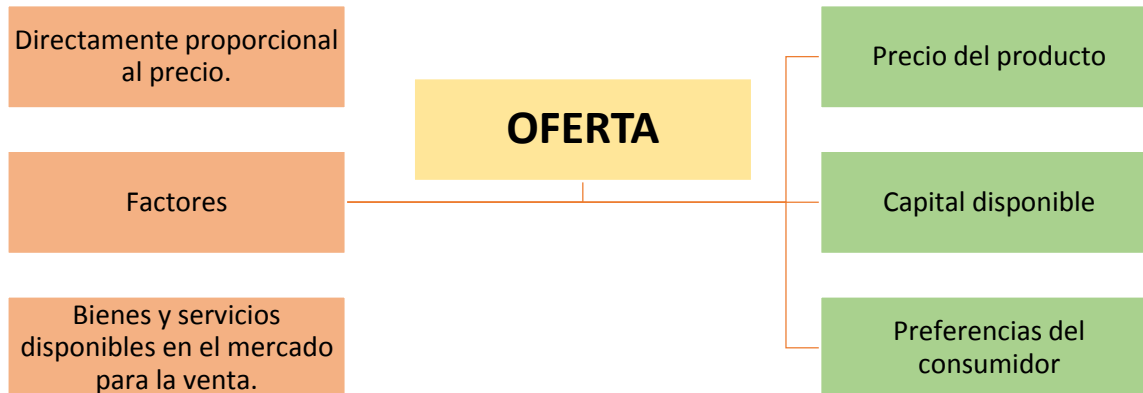 Directamente proporcional
al precio.
OFERTA
Precio del producto
Factores
Capital disponible
Bienes y servicios
disponibles en el mercado
para la venta.
Preferencias del
consumidor